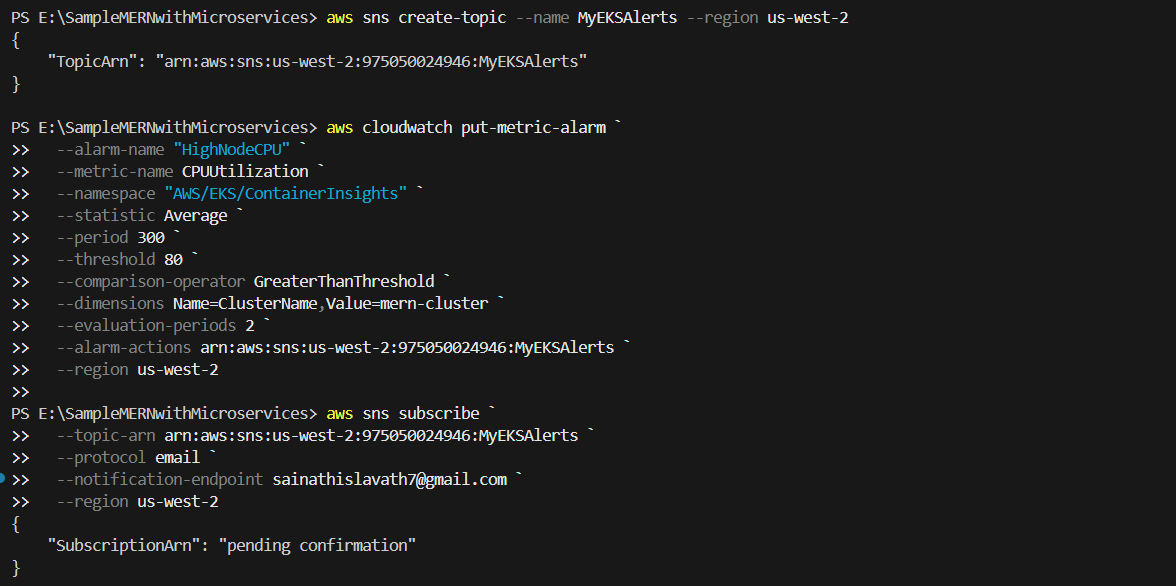 PS E:\SampleMERNwithMicroservices> aws sns create-topic --name MyEKSAlerts --region us-west-2
{
    "TopicArn": "arn:aws:sns:us-west-2:975050024946:MyEKSAlerts"
}
PS E:\SampleMERNwithMicroservices> aws cloudwatch put-metric-alarm `
>>   --alarm-name "HighNodeCPU" `
>>   --metric-name CPUUtilization `
>>   --namespace "AWS/EKS/ContainerInsights" `
>>   --statistic Average `
>>   --period 300 `
>>   --threshold 80 `
>>   --comparison-operator GreaterThanThreshold `
>>   --dimensions Name=ClusterName,Value=mern-cluster `
>>   --evaluation-periods 2 `
>>   --alarm-actions arn:aws:sns:us-west-2:975050024946:MyEKSAlerts `
>>   --region us-west-2
>>
PS E:\SampleMERNwithMicroservices> aws sns subscribe `
>>   --topic-arn arn:aws:sns:us-west-2:975050024946:MyEKSAlerts `
>>   --protocol email `
>>   --notification-endpoint sainathislavath7@gmail.com `
>>   --region us-west-2
{
    "SubscriptionArn": "pending confirmation"
}